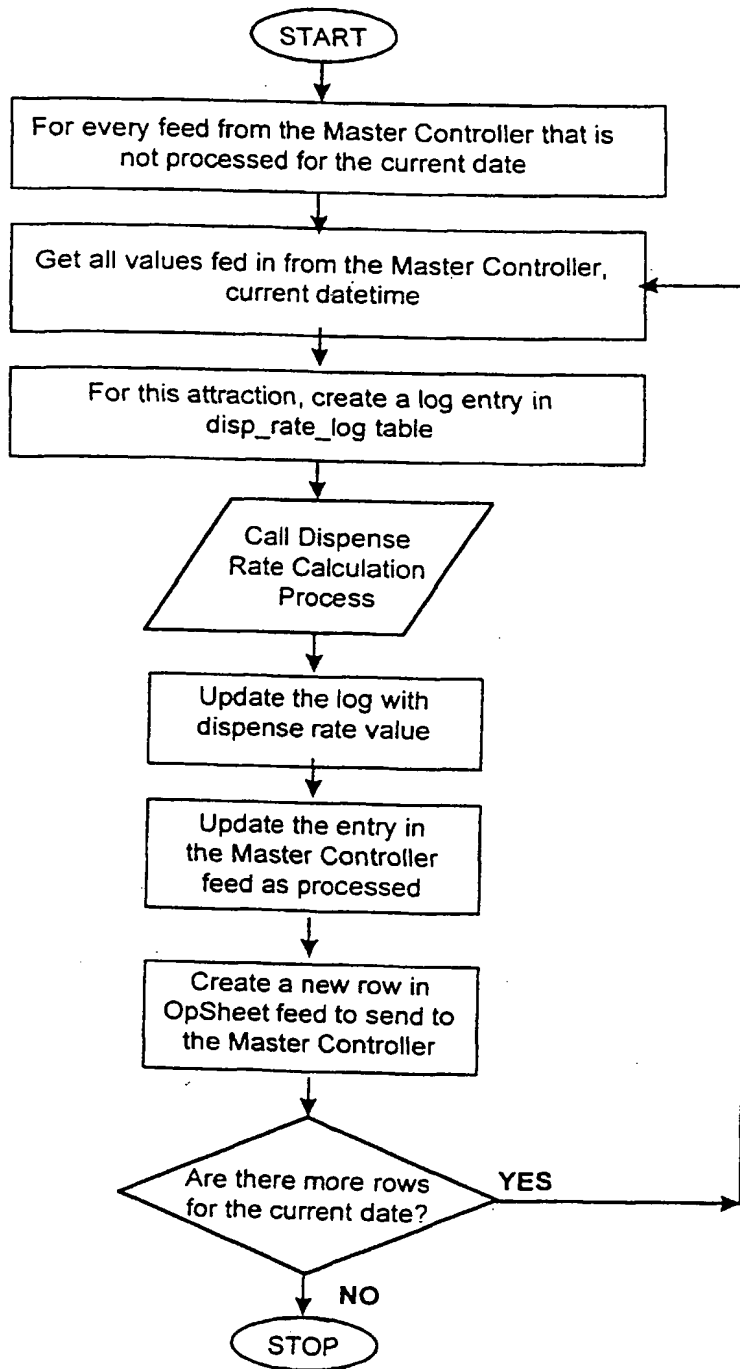 START
For every feed from the Master Controller that is
not processed for the current date
Get all values fed in from the Master Controller,
current datetime
For this attraction, create a log entry in
disp_rate_log table
Call Dispense
Rate Calculation
Process
Update the log with
dispense rate value
Update the entry in
the Master Controller
feed as processed
Create a new row in
OpSheet feed to send to
the Master Controller
Are there more rows
for the current date?
YES
NO
STOP